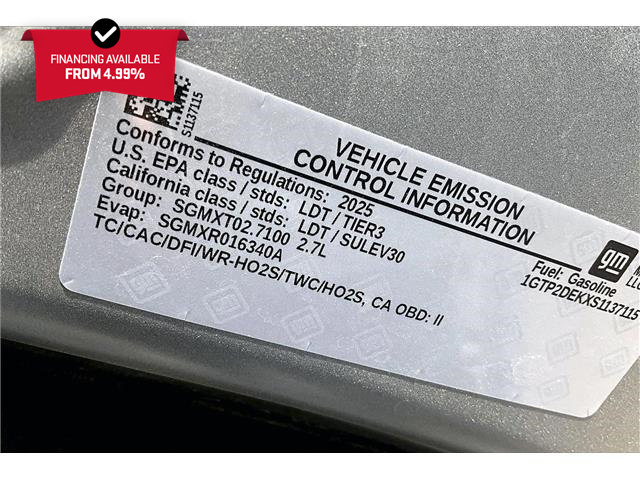 FINANCING AVAILABLE
FROM 4.99%
S1137115
VEHICLE EMISSION
CONTROL INFORMATION
Conforms to Regulations: 2025
U.S. EPA class / stds: LDT / TIER3
California class / stds: LDT / SULEV30
Group: SGMXT02.7100 2.7L
Evap: SGMXR016340A
TC/CAC/DFI/WR-HO2S/TWC/HO2S, CA OBD: II
gm
Fuel: Gasoline
1GTP2DEKXS1137115